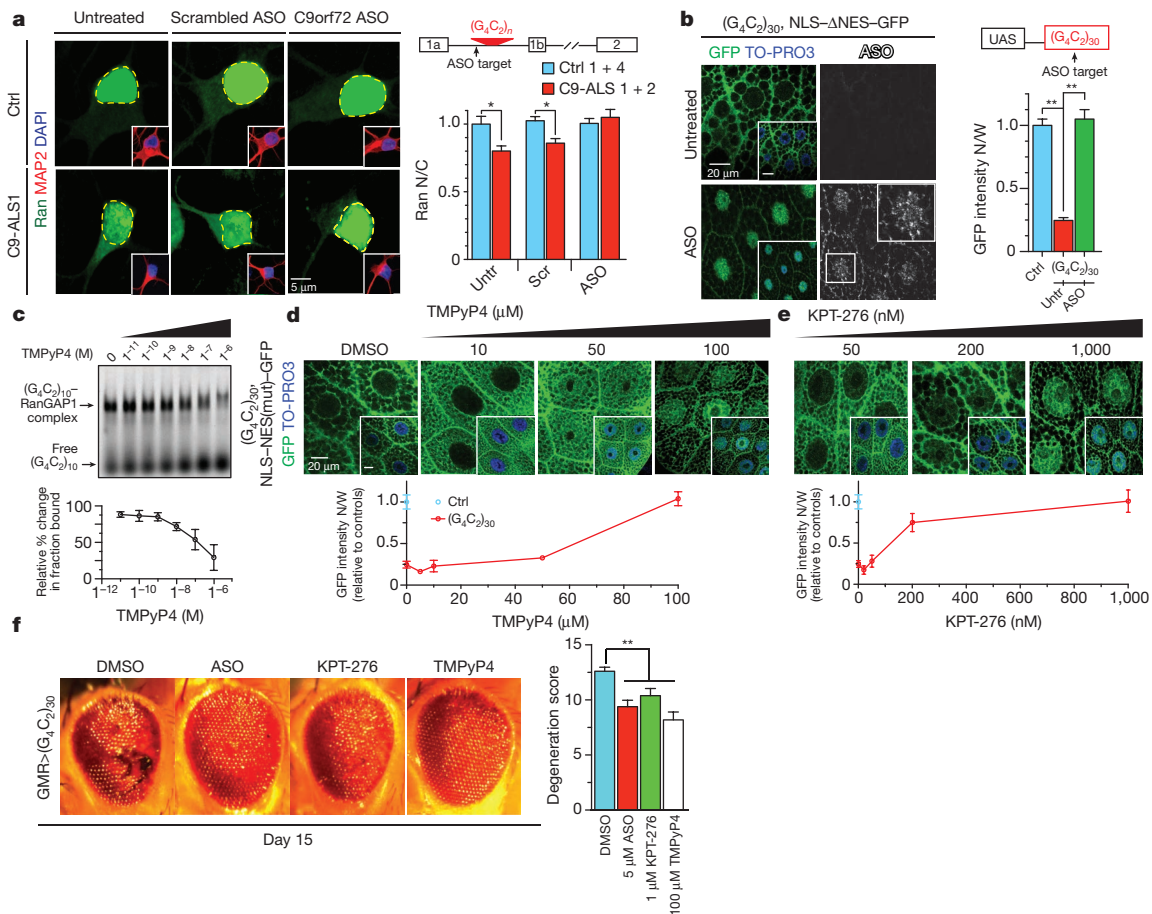 a
Untreated
Scrambled ASO
C9orf72 ASO
Ctrl
C9-ALS1
Ran MAP2 DAPI
5 µm
(G4C2)n
1a
1b
2
ASO target
Ctrl 1 + 4
C9-ALS 1 + 2
*
*
Ran N/C
1.0
0.5
0
Untr
Scr
ASO
b
(G4C2)30, NLS–ΔNES–GFP
GFP TO-PRO3
ASO
Untreated
20 µm
ASO
UAS
(G4C2)30
ASO target
**
**
GFP intensity N/W
1.0
0.5
0
Ctrl
Untr
ASO
(G4C2)30
c
TMPyP4 (M)
0
1–11
1–10
1–9
1–8
1–7
1–6
(G4C2)10–
RanGAP1
complex
Free
(G4C2)10
Relative % change
in fraction bound
100
50
0
1–12
1–10
1–8
1–6
TMPyP4 (M)
d
TMPyP4 (µM)
DMSO
10
50
100
(G4C2)30,
NLS–NES(mut)–GFP
GFP TO-PRO3
20 µm
Ctrl
(G4C2)30
GFP intensity N/W
(relative to controls)
1.0
0.5
0
0
20
40
60
80
100
TMPyP4 (µM)
e
KPT-276 (nM)
50
200
1,000
GFP intensity N/W
(relative to controls)
1.0
0.5
0
0
200
400
600
800
1,000
KPT-276 (nM)
f
DMSO
ASO
KPT-276
TMPyP4
GMR>(G4C2)30
Day 15
**
Degeneration score
15
10
13
0
DMSO
5 µM ASO
1 µM KPT-276
100 µM TMPyP4